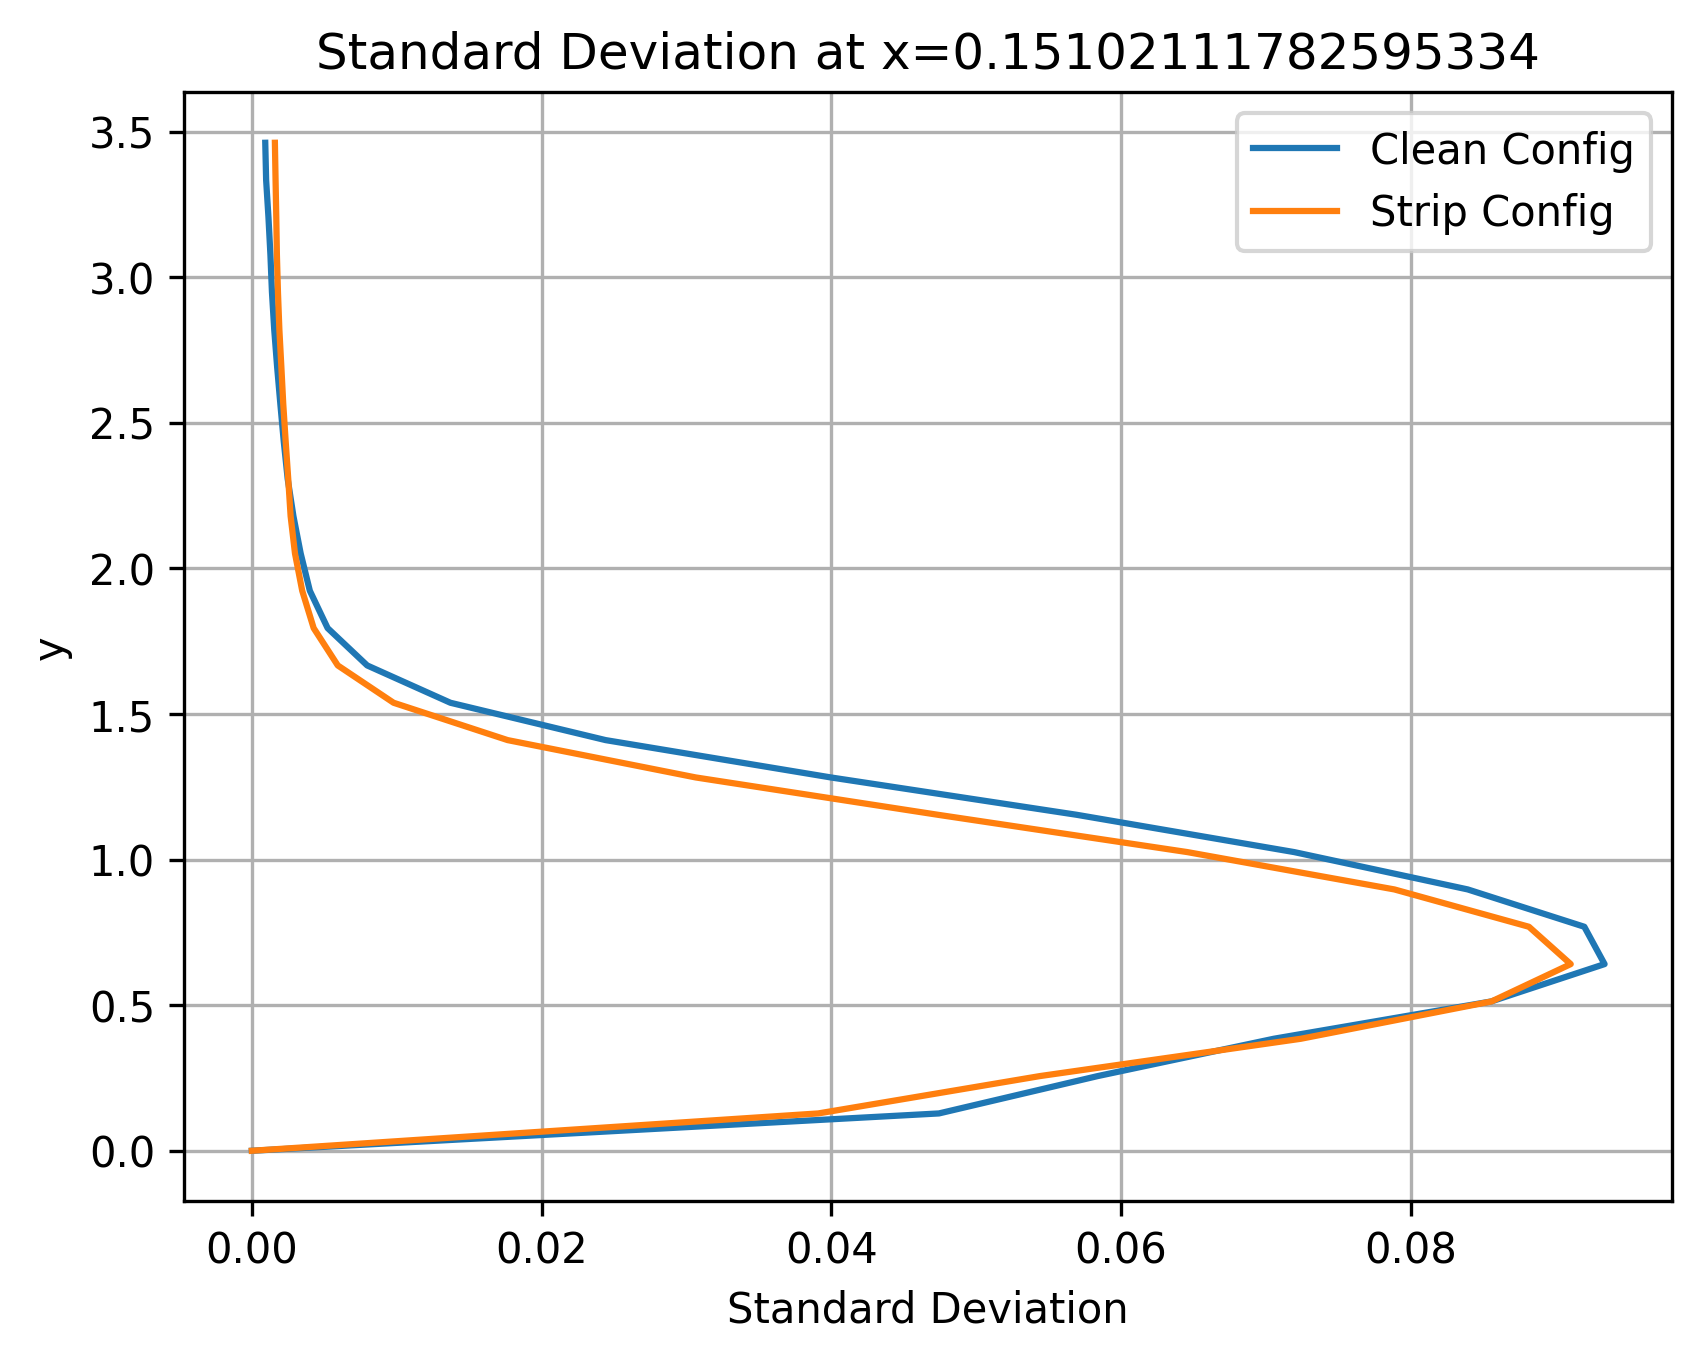 Standard Deviation at x=0.15102111782595334
Clean Config
Strip Config
3.5
3.0
2.5
2.0
1.5
1.0
0.5
0.0
y
0.00 0.02 0.04 0.06 0.08
Standard Deviation